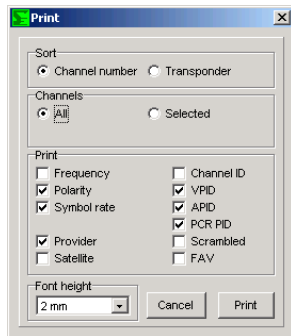 Print
Sort
Channel number Transponder
Channels
All Selected
Print
Frequency Channel ID
Polarity VPID
Symbol rate APID
PCR PID
Provider Scrambled
Satellite FAV
Font height
2 mm Cancel Print